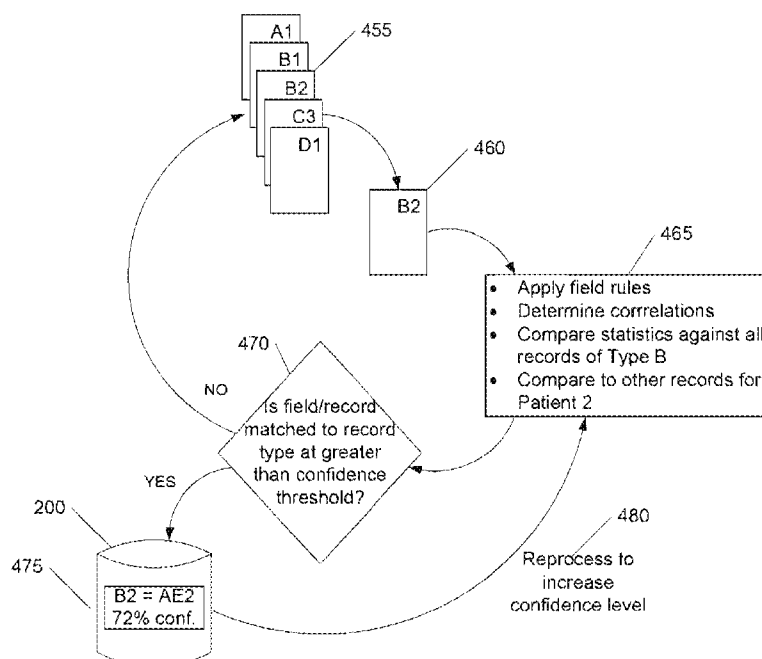 A1
455
B1
B2
C3
D1
460
B2
465
• Apply field rules
• Determine corrrelations
• Compare statistics against all
records of Type B
• Compare to other records for
Patient 2
470
NO
Is field/record
matched to record
type at greater
than confidence
threshold?
YES
200
480
475
Reprocess to
increase
confidence level
B2 = AE2
72% conf.